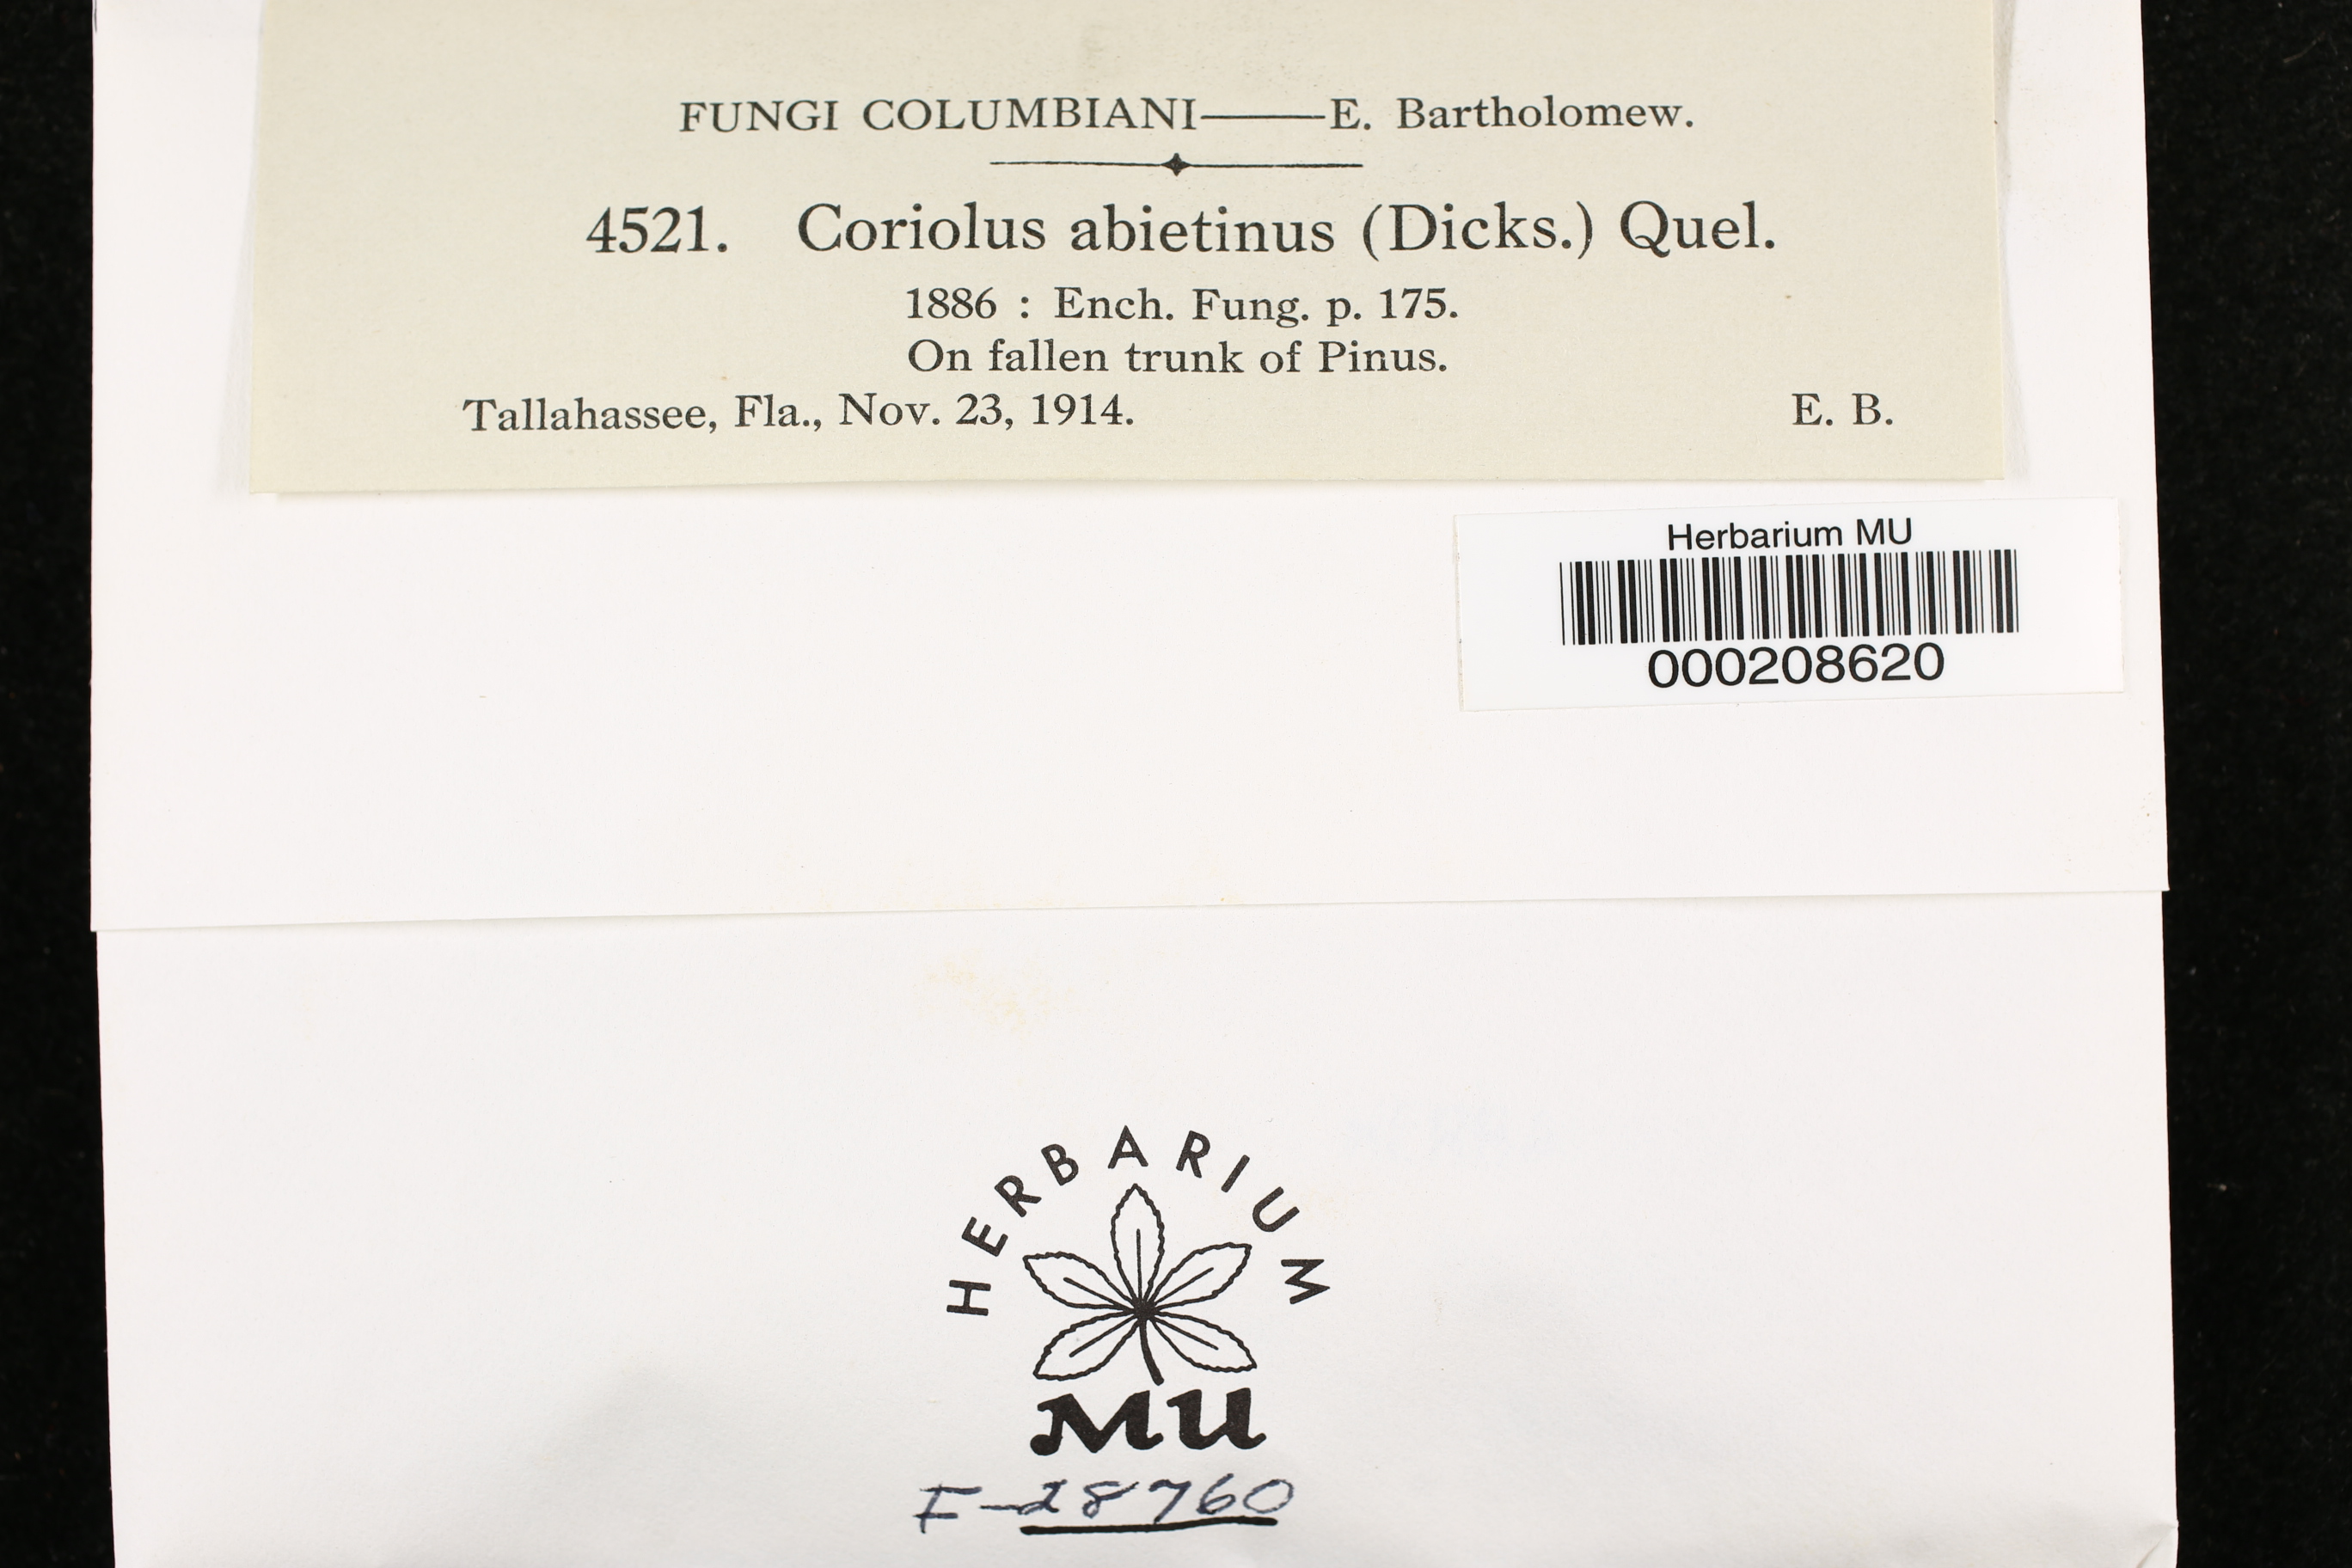 FUNGI COLUMBIANI——E. Bartholomew.
4521. Coriolus abietinus (Dicks.) Quel.
1886 : Ench. Fung. p. 175.
On fallen trunk of Pinus.
Tallahassee, Fla., Nov. 23, 1914. E. B.
Herbarium MU
000208620
HERBARIUM
MU
F-28760